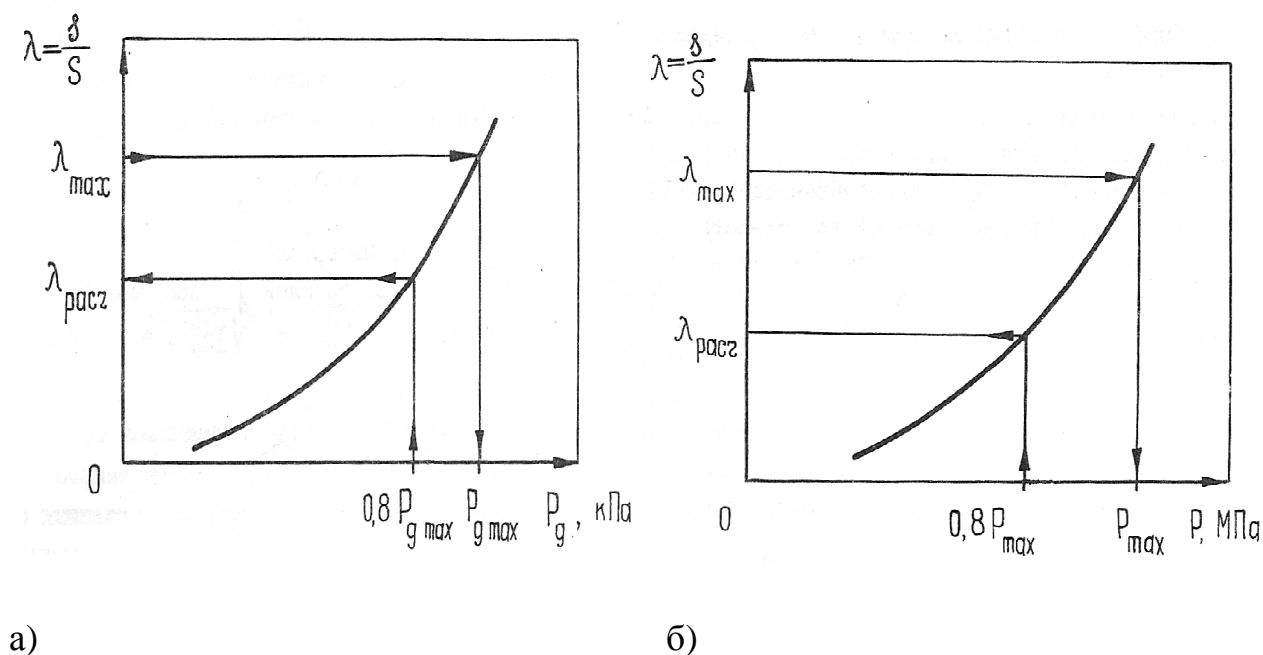 λ=s/S
λmax
λрасг
0
0,8 Pg max
Pg max
Pg, кПа
а)
λ=s/S
λmax
λрасг
0
0,8 Pmax
Pmax
P, МПа
б)